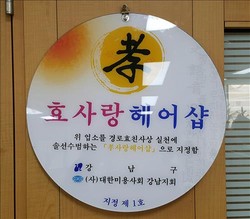 孝
효사랑헤어샵
위 업소를 경로효친사상 실천에
솔선수범하는 「효사랑헤어샵」으로 지정함
강남구
(사)대한미용사회 강남지회
지정 제 1호